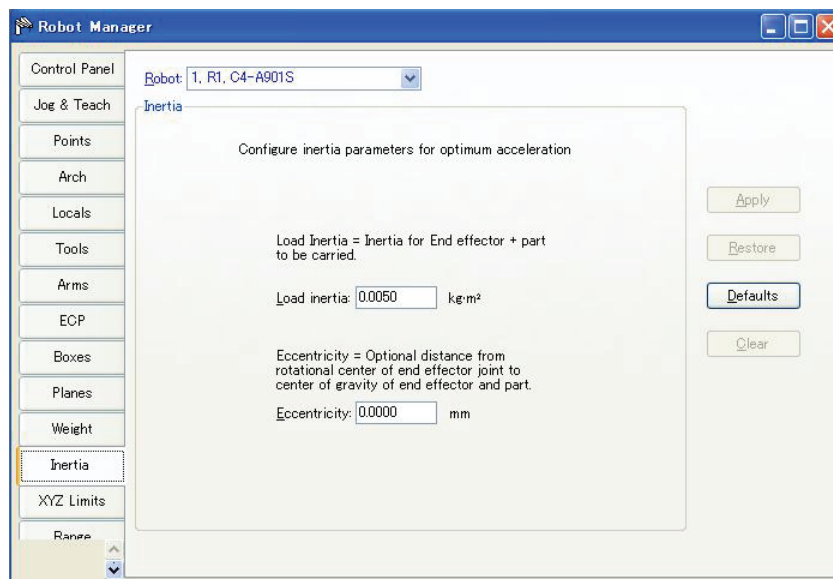 Robot Manager
Control Panel
Jog & Teach
Points
Arch
Locals
Tools
Arms
ECP
Boxes
Planes
Weight
Inertia
XYZ Limits
Range
Robot: 1, R1, C4-A901S
Inertia
Configure inertia parameters for optimum acceleration
Load Inertia = Inertia for End effector + part
to be carried.
Load inertia: 0.0050 kg·m²
Eccentricity = Optional distance from
rotational center of end effector joint to
center of gravity of end effector and part.
Eccentricity: 0.0000 mm
Apply
Restore
Defaults
Clear